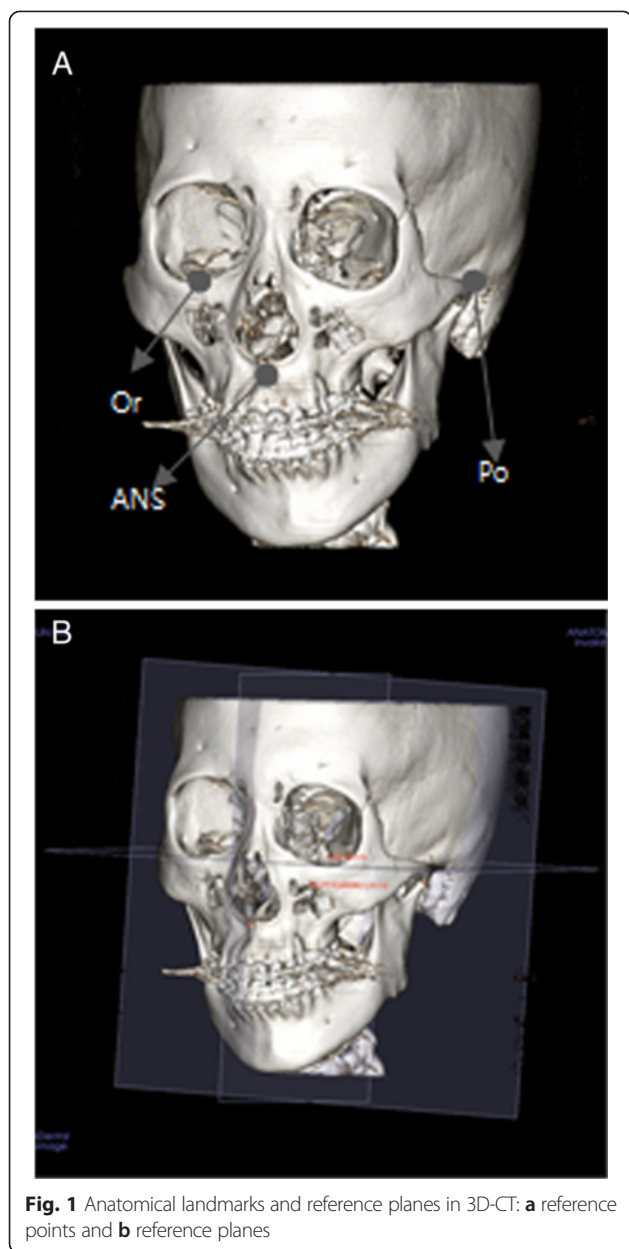 A
Or
ANS
Po
B
Fig. 1 Anatomical landmarks and reference planes in 3D-CT: a reference
points and b reference planes